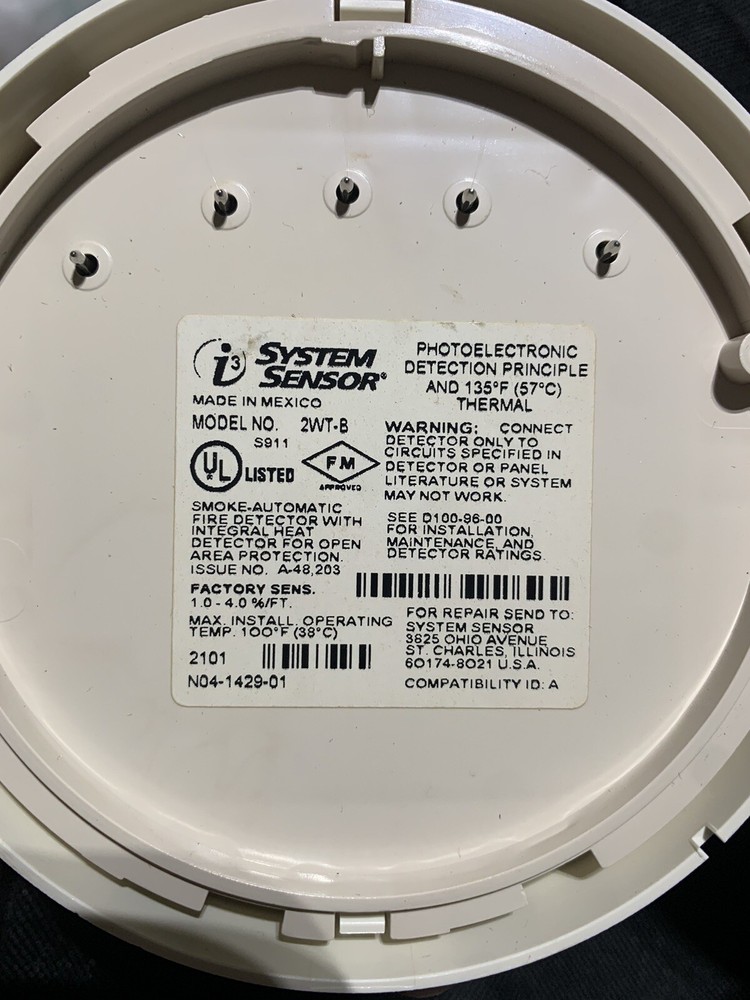 i3 SYSTEM SENSOR®
MADE IN MEXICO
MODEL NO. 2WT-B
S911
UL LISTED
FM
APPROVED
SMOKE-AUTOMATIC
FIRE DETECTOR WITH
INTEGRAL HEAT
DETECTOR FOR OPEN
AREA PROTECTION.
ISSUE NO. A-48,203
FACTORY SENS.
1.0 - 4.0 %/FT.
MAX. INSTALL. OPERATING
TEMP. 100°F (38°C)
2101
N04-1429-01
PHOTOELECTRONIC
DETECTION PRINCIPLE
AND 135°F (57°C)
THERMAL
WARNING: CONNECT
DETECTOR ONLY TO
CIRCUITS SPECIFIED IN
DETECTOR OR PANEL
LITERATURE OR SYSTEM
MAY NOT WORK.
SEE D100-96-00
FOR INSTALLATION,
MAINTENANCE AND
DETECTOR RATINGS.
FOR REPAIR SEND TO:
SYSTEM SENSOR
3825 OHIO AVENUE
ST. CHARLES, ILLINOIS
60174-8021 U.S.A.
COMPATIBILITY ID: A